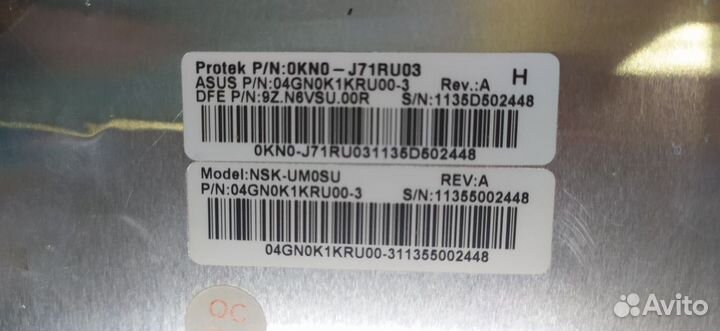 Protek P/N:0KN0-J71RU03
ASUS P/N:04GN0K1KRU00-3 Rev.:A H
DFE P/N:9Z.N6VSU.00R S/N:1135D502448
0KN0-J71RU031135D502448
Model:NSK-UM0SU REV:A
P/N:04GN0K1KRU00-3 S/N:11355002448
04GN0K1KRU00-311355002448
QC
Avito